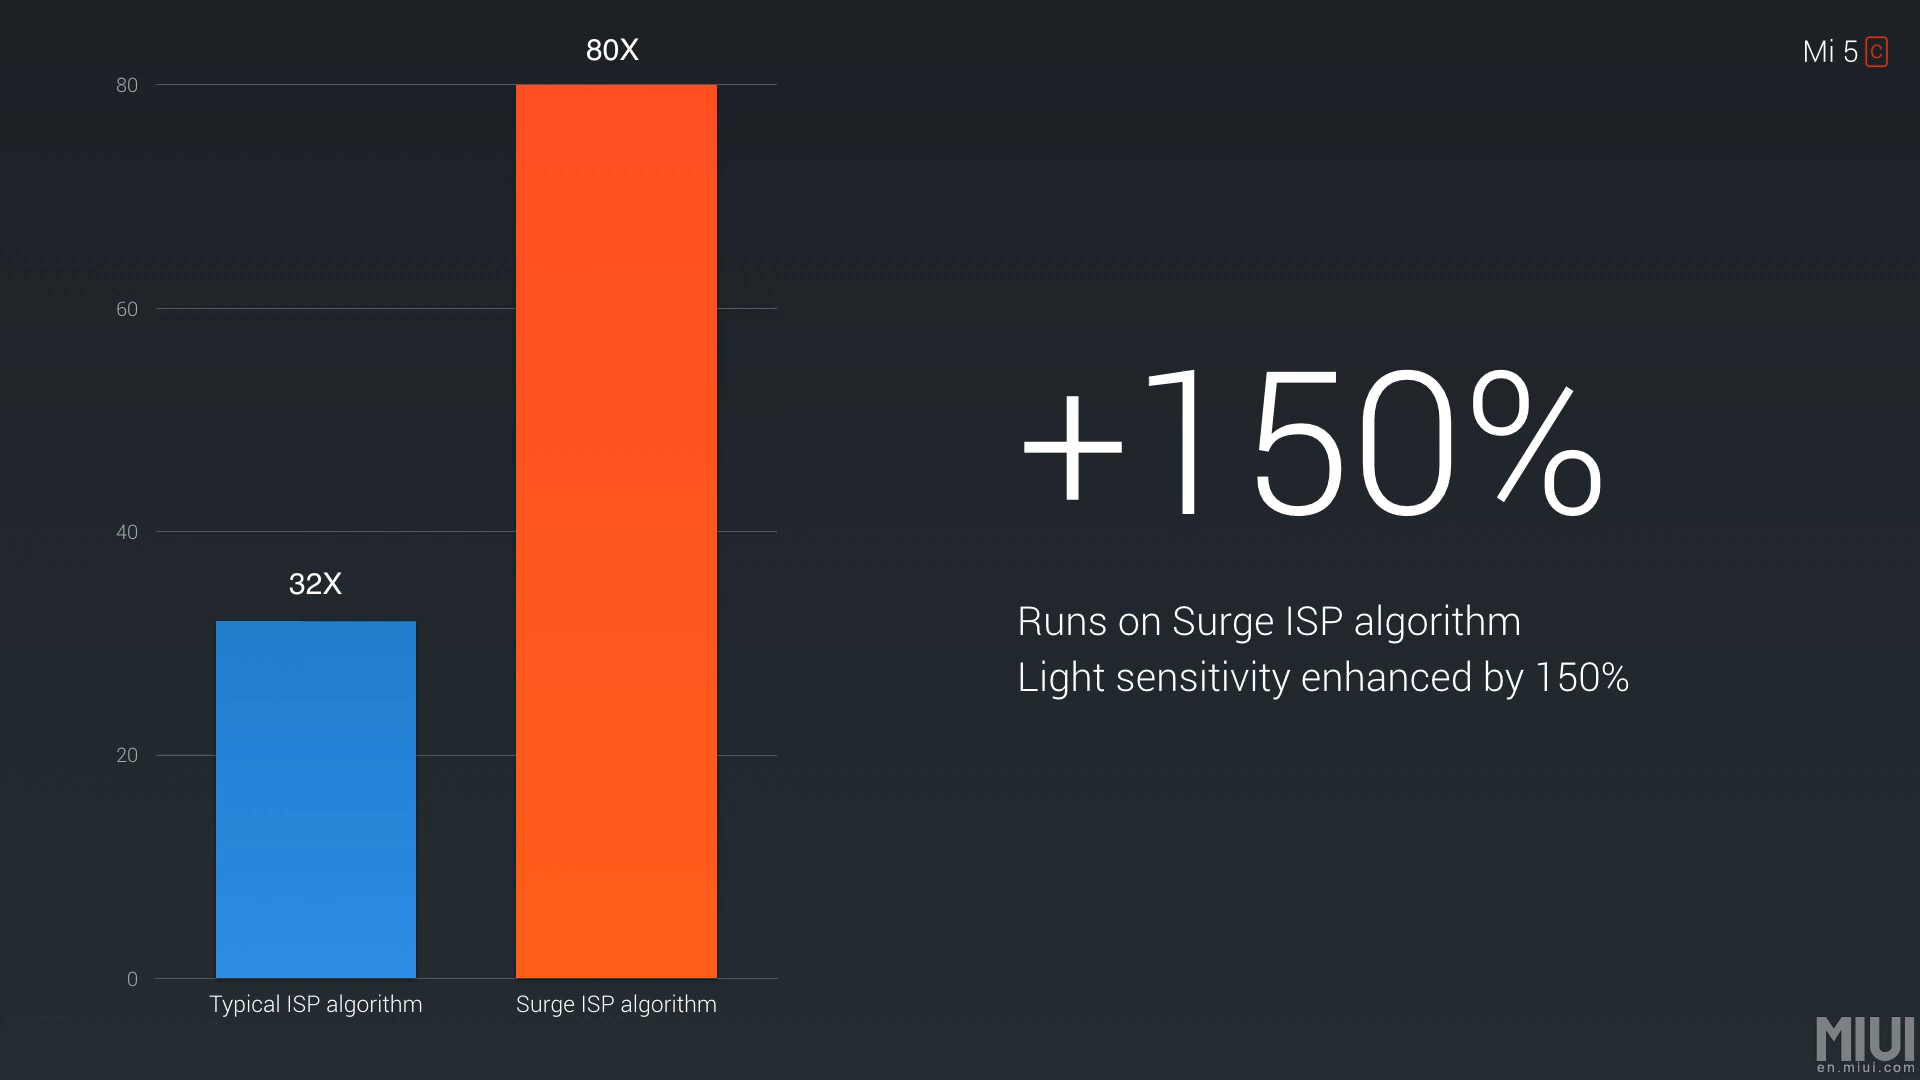 Mi 5 C
80X
80
60
40
32X
20
0
Typical ISP algorithm
Surge ISP algorithm
+150%
Runs on Surge ISP algorithm
Light sensitivity enhanced by 150%
MIUI
en.miui.com